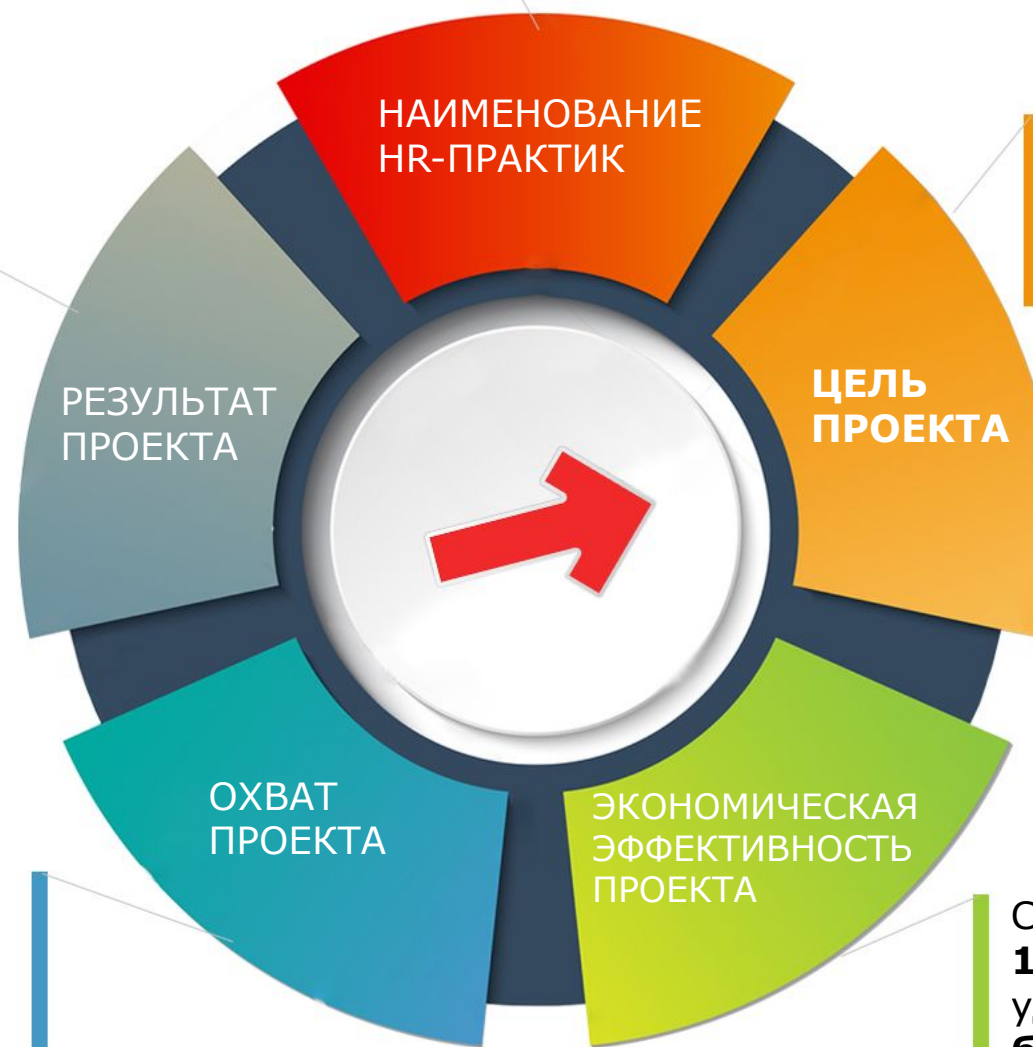 НАИМЕНОВАНИЕ
HR-ПРАКТИК
ЦЕЛЬ
ПРОЕКТА
РЕЗУЛЬТАТ
ПРОЕКТА
ОХВАТ
ПРОЕКТА
ЭКОНОМИЧЕСКАЯ
ЭФФЕКТИВНОСТЬ
ПРОЕКТА